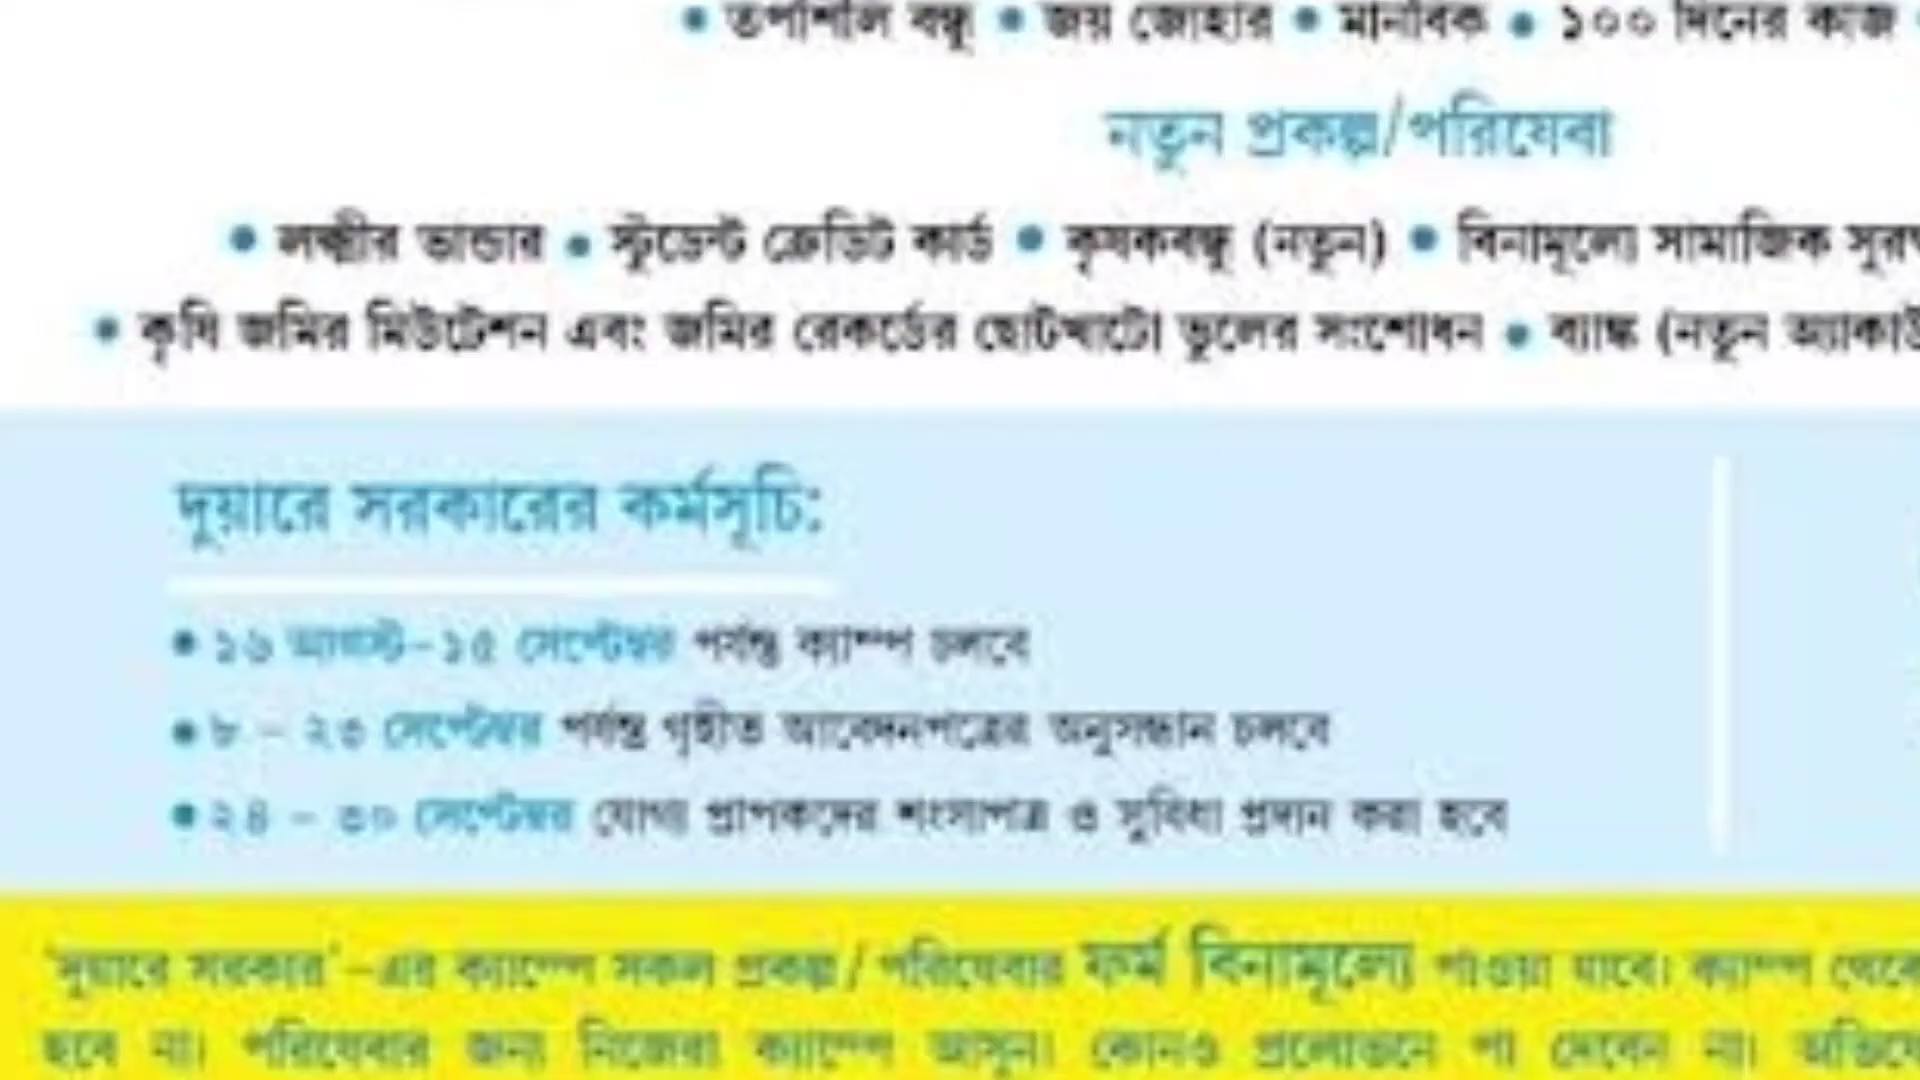 • তপশিলি বন্ধু • জয় জোহার • মানবিক • ১০০ দিনের কাজ
নতুন প্রকল্প/পরিষেবা
• লক্ষ্মীর ভান্ডার • স্টুডেন্ট ক্রেডিট কার্ড • কৃষকবন্ধু (নতুন) • বিনামূল্যে সামাজিক
• কৃষি জমির মিউটেশন এবং জমির রেকর্ডের ছোটখাটো ভুলের সংশোধন • ব্যাঙ্ক (নতুন
দুয়ারে সরকারের কর্মসূচি:
• ১৬ আগস্ট-১৫ সেপ্টেম্বর পর্যন্ত ক্যাম্প চলবে
• ৮ - ২৩ সেপ্টেম্বর পর্যন্ত গৃহীত আবেদনপত্রের অনুসন্ধান চলবে
• ২৪ - ৩০ সেপ্টেম্বর যোগ্য প্রাপকদের শংসাপত্র ও সুবিধা প্রদান করা হবে
'দুয়ারে সরকার'-এর ক্যাম্পে সকল প্রকল্প/পরিষেবার ফর্ম বিনামূল্যে পাওয়া যাবে। ক্যাম্প থেকে
হবে না। পরিষেবার জন্য নিজেরা ক্যাম্পে আসুন। কোনও প্রলোভনে পা দেবেন না।